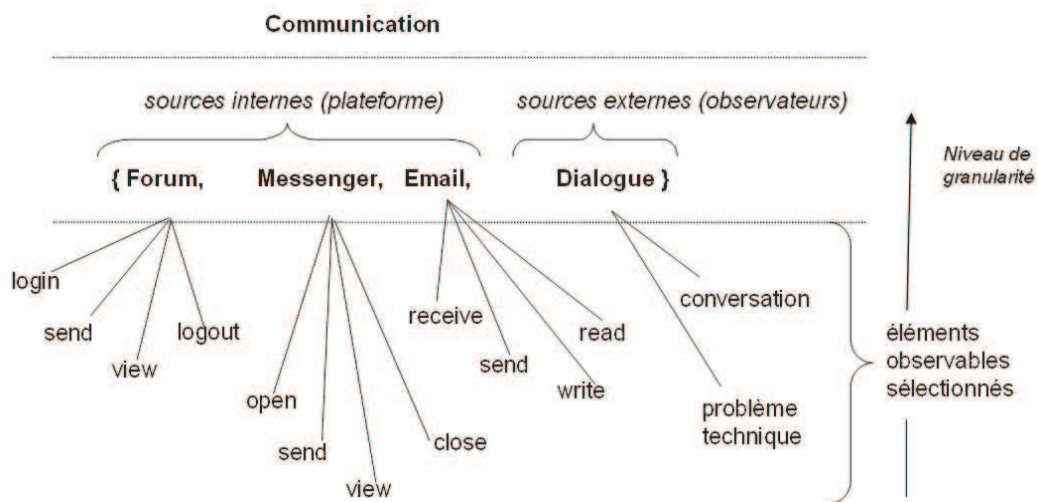 Communication
sources internes (plateforme)
sources externes (observateurs)
{ Forum, Messenger, Email, Dialogue }
Niveau de
granularité
login
send
view
logout
open
send
view
close
receive
send
write
read
conversation
problème
technique
éléments
observables
sélectionnés